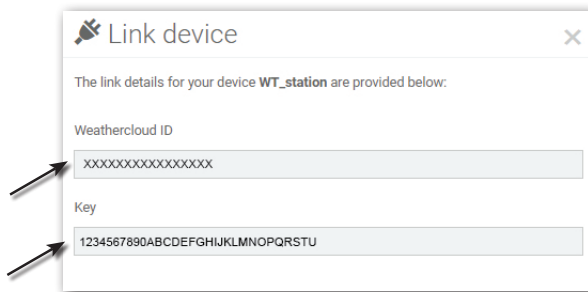 Link device
The link details for your device WT_station are provided below:
Weathercloud ID
XXXXXXXXXXXXXXXX
Key
1234567890ABCDEFGHIJKLMNOPQRSTU